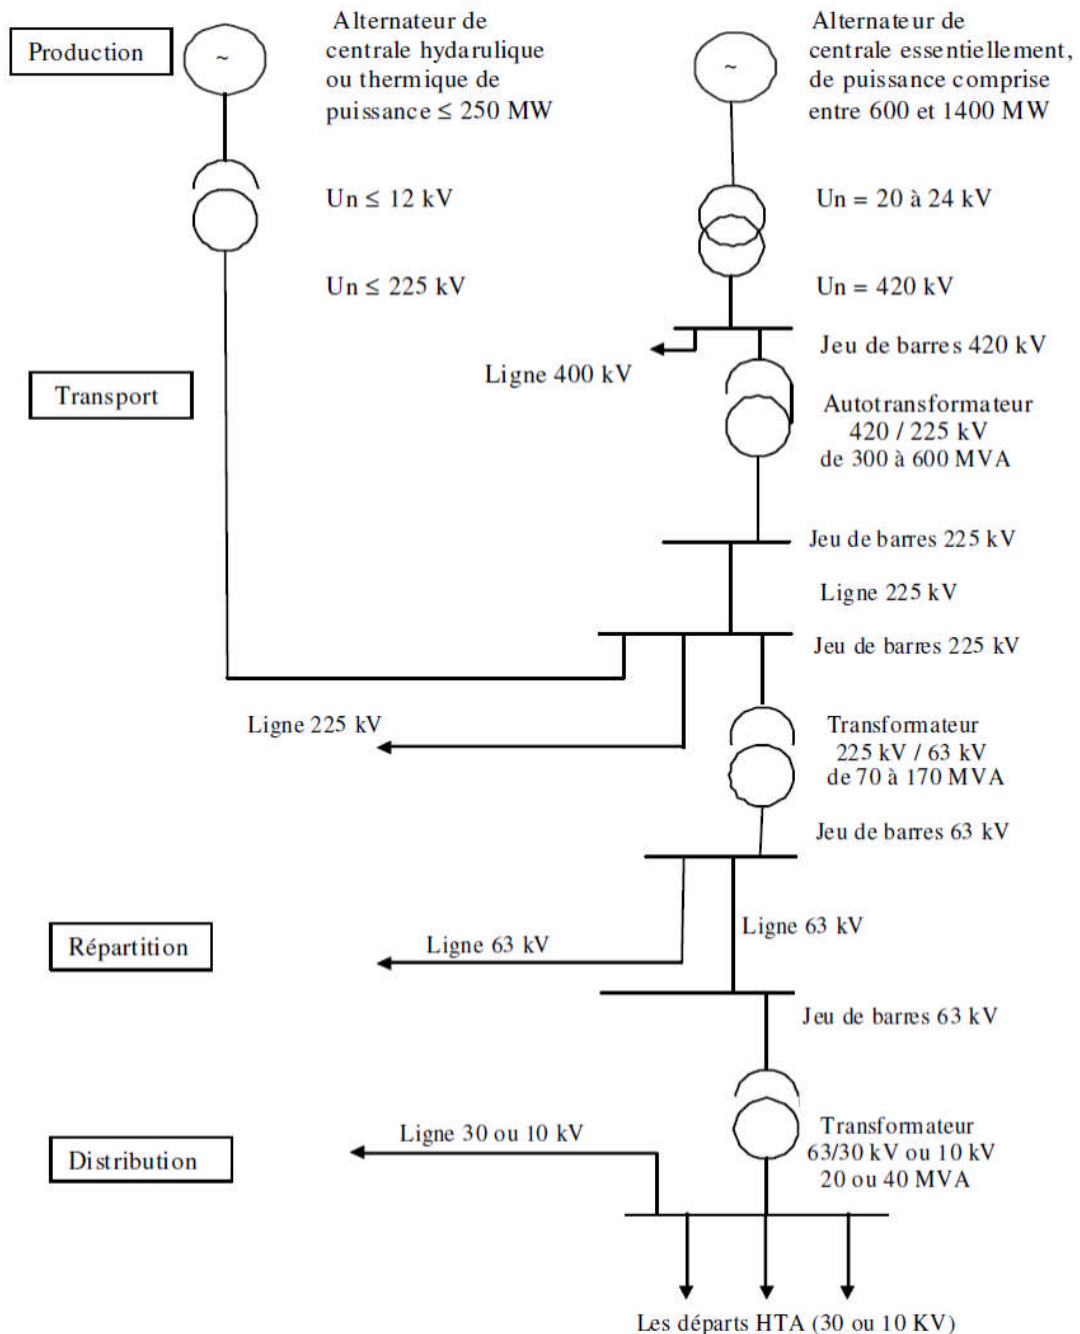 Production
~
Alternateur de
centrale hydarulique
ou thermique de
puissance ≤ 250 MW
~
Alternateur de
centrale essentiellement,
de puissance comprise
entre 600 et 1400 MW
Un ≤ 12 kV
Un = 20 à 24 kV
Un ≤ 225 kV
Un = 420 kV
Jeu de barres 420 kV
Ligne 400 kV
Transport
Autotransformateur
420 / 225 kV
de 300 à 600 MVA
Jeu de barres 225 kV
Ligne 225 kV
Jeu de barres 225 kV
Ligne 225 kV
Transformateur
225 kV / 63 kV
de 70 à 170 MVA
Jeu de barres 63 kV
Répartition
Ligne 63 kV
Ligne 63 kV
Jeu de barres 63 kV
Distribution
Ligne 30 ou 10 kV
Transformateur
63/30 kV ou 10 kV
20 ou 40 MVA
Les départs HTA (30 ou 10 KV)